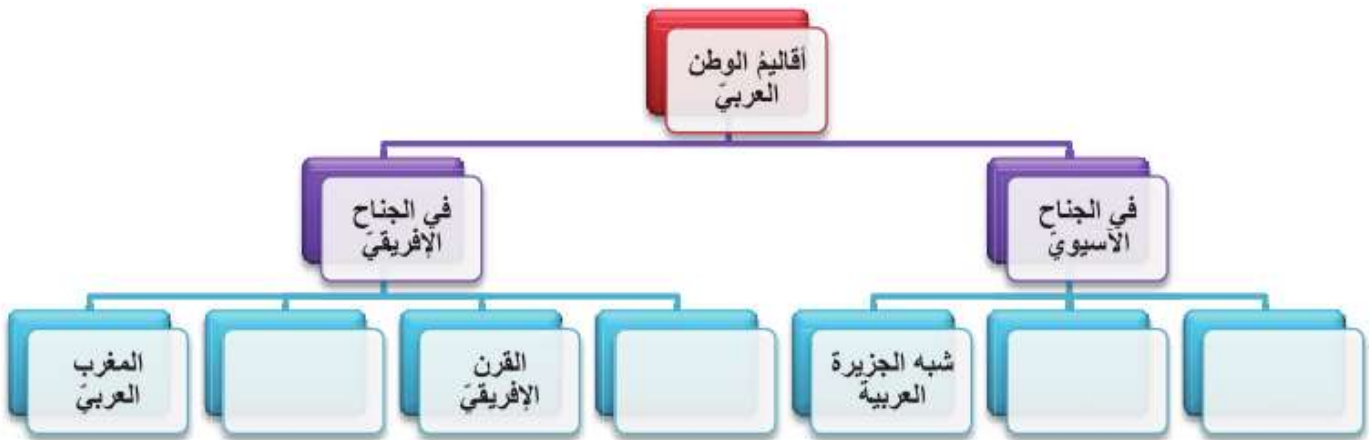 أقاليمُ الوطن
العربيّ
في الجناح
الآسيويّ
في الجناح
الإفريقيّ
شبه الجزيرة
العربية
القرن
الإفريقيّ
المغرب
العربيّ